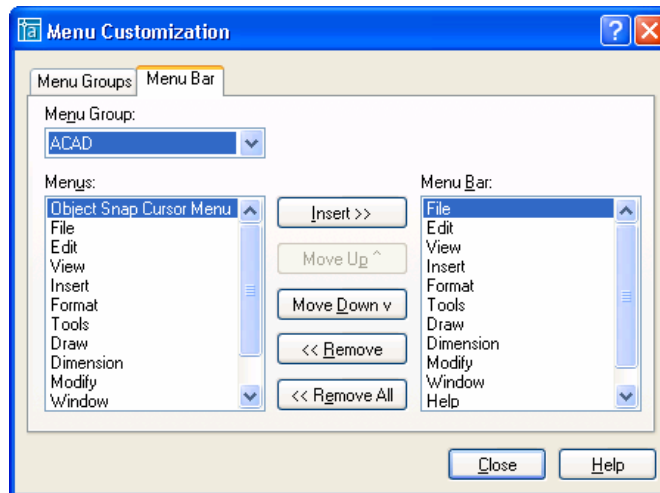 Menu Customization
Menu Groups
Menu Bar
Menu Group:
ACAD
Menus:
Object Snap Cursor Menu
File
Edit
View
Insert
Format
Tools
Draw
Dimension
Modify
Window
Insert >>
Move Up ^
Move Down v
<< Remove
<< Remove All
Menu Bar:
File
Edit
View
Insert
Format
Tools
Draw
Dimension
Modify
Window
Help
Close
Help